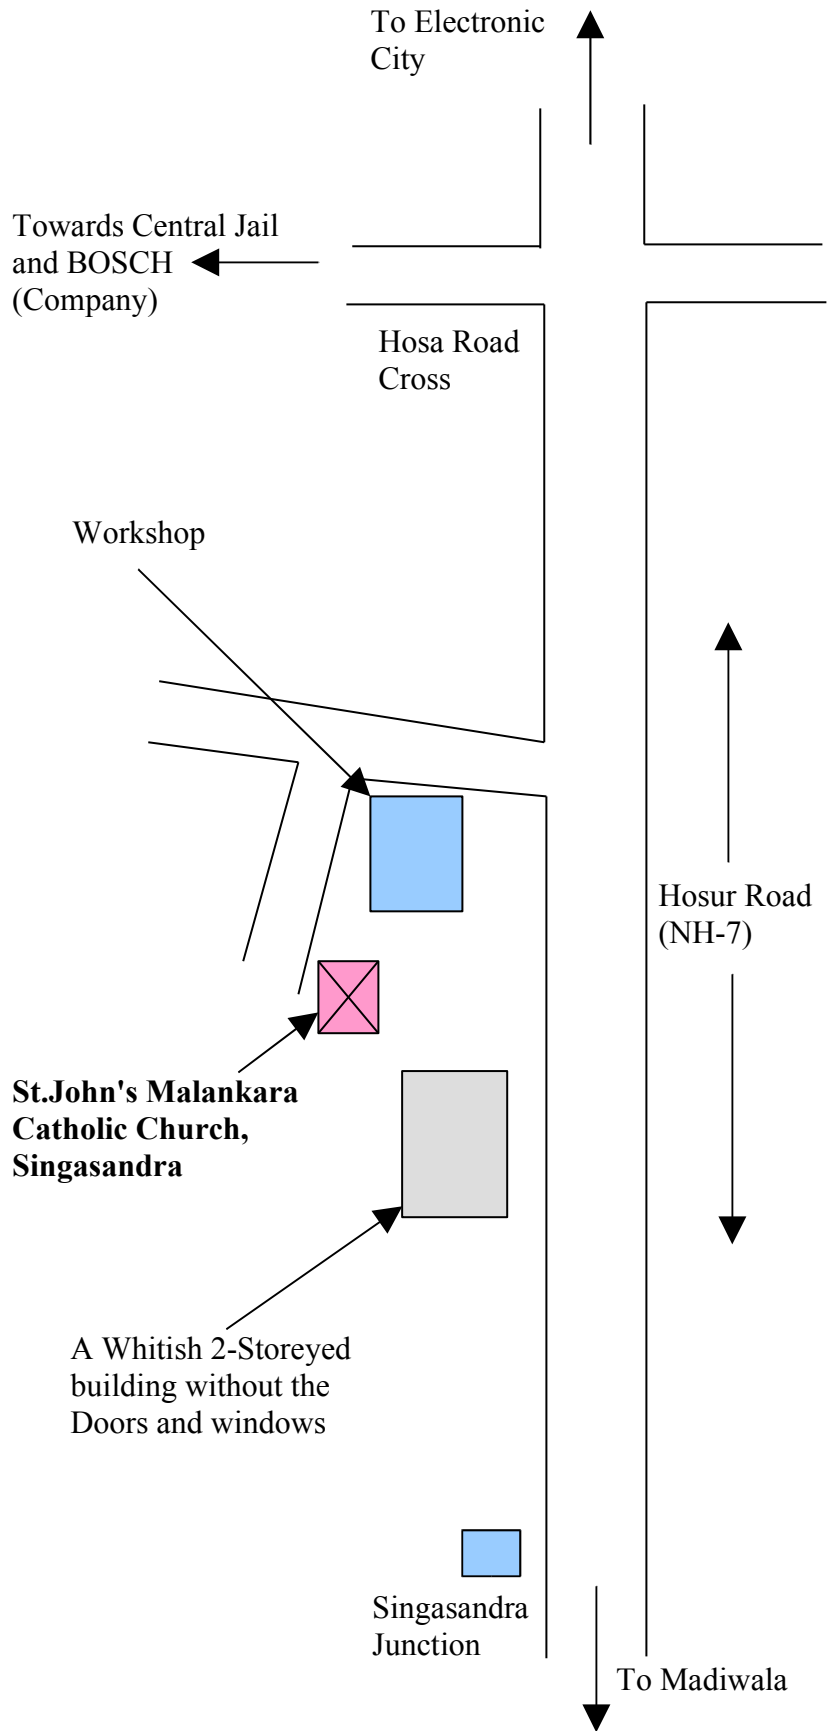 To Electronic
City
Towards Central Jail
and BOSCH
(Company)
Hosa Road
Cross
Workshop
Hosur Road
(NH-7)
St.John's Malankara
Catholic Church,
Singasandra
A Whitish 2-Storeyed
building without the
Doors and windows
Singasandra
Junction
To Madiwala